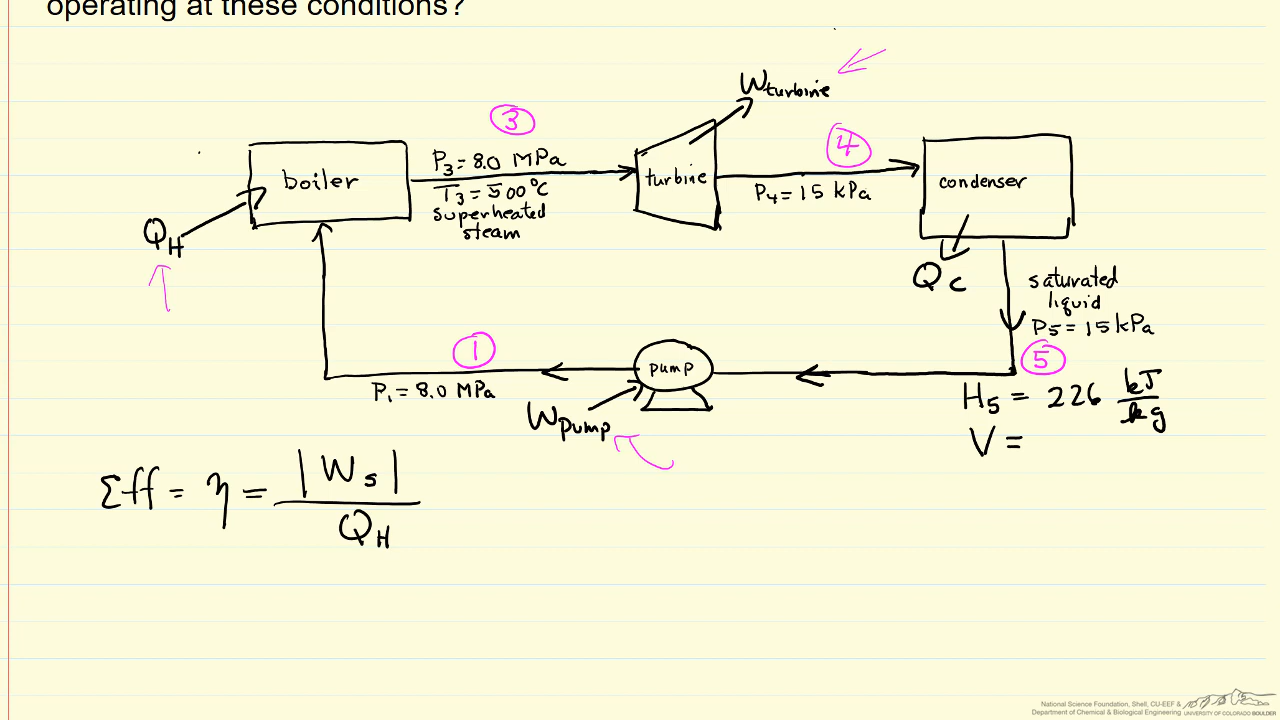 operating at these conditions?
W turbine
3
4
P3 = 8.0 MPa
boiler
turbine
condenser
T3 = 500°C
P4 = 15 kPa
superheated
steam
QH
QC
saturated
liquid
P5 = 15 kPa
1
5
pump
P1 = 8.0 MPa
H5 = 226 kJ/kg
Wpump
V =
Eff = η = |Ws| / QH
National Science Foundation, Shell, CU-EEF &
Department of Chemical & Biological Engineering UNIVERSITY OF COLORADO BOULDER